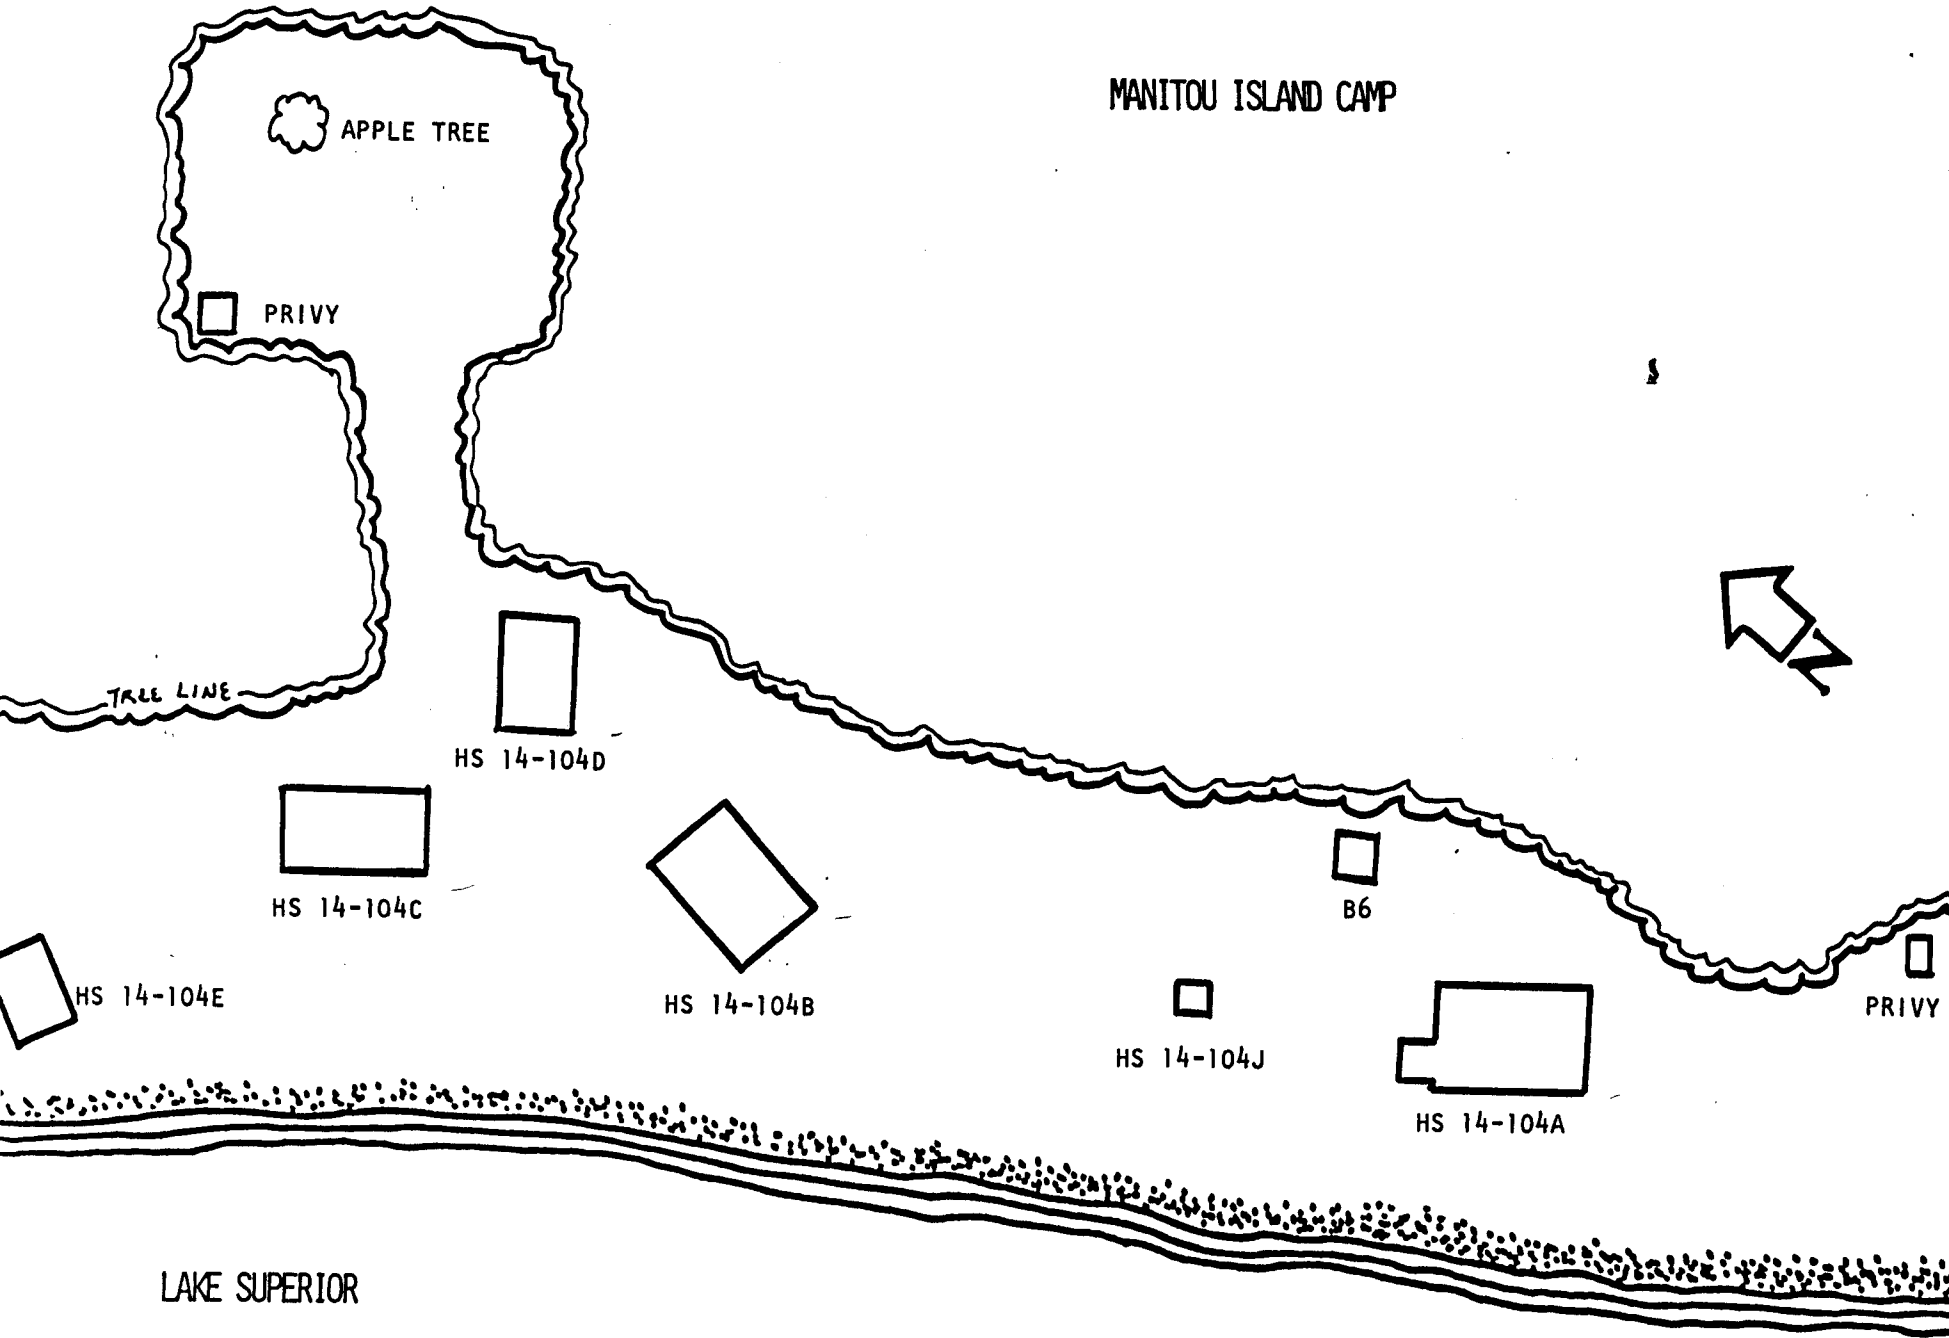 MANITOU ISLAND CAMP
APPLE TREE
PRIVY
N
TREE LINE
HS 14-104D
HS 14-104C
B6
HS 14-104E
HS 14-104B
PRIVY
HS 14-104J
HS 14-104A
LAKE SUPERIOR